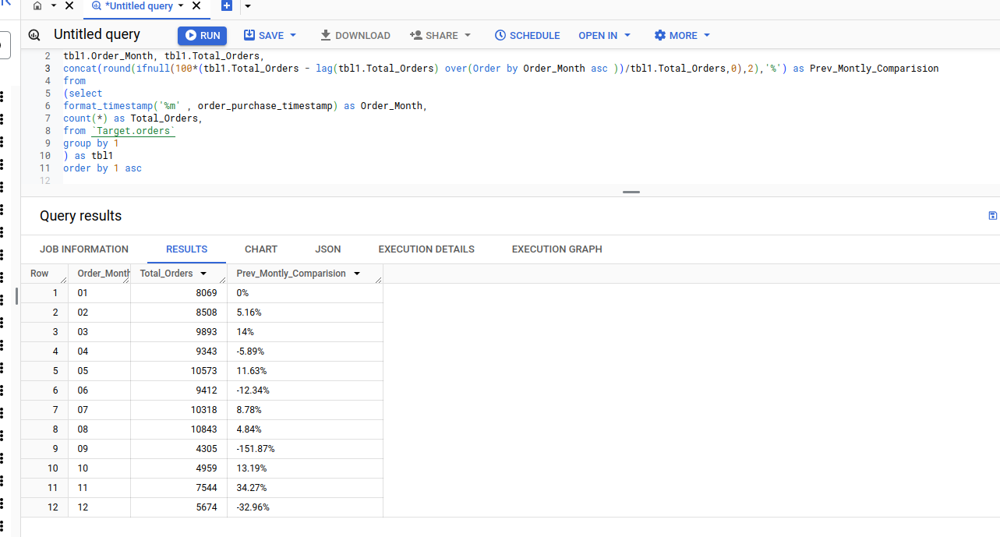 *Untitled query
Untitled query RUN SAVE DOWNLOAD SHARE SCHEDULE OPEN IN MORE
2 tbl1.Order_Month, tbl1.Total_Orders,
3 concat(round(ifnull(100*(tbl1.Total_Orders - lag(tbl1.Total_Orders) over(Order by Order_Month asc ))/tbl1.Total_Orders,0),2),'%') as Prev_Montly_Comparision
4 from
5 (select
6 format_timestamp('%m' , order_purchase_timestamp) as Order_Month,
7 count(*) as Total_Orders,
8 from `Target.orders`
9 group by 1
10 ) as tbl1
11 order by 1 asc
12
Query results
JOB INFORMATION RESULTS CHART JSON EXECUTION DETAILS EXECUTION GRAPH
Row Order_Month Total_Orders Prev_Montly_Comparision
1 01 8069 0%
2 02 8508 5.16%
3 03 9893 14%
4 04 9343 -5.89%
5 05 10573 11.63%
6 06 9412 -12.34%
7 07 10318 8.78%
8 08 10843 4.84%
9 09 4305 -151.87%
10 10 4959 13.19%
11 11 7544 34.27%
12 12 5674 -32.96%